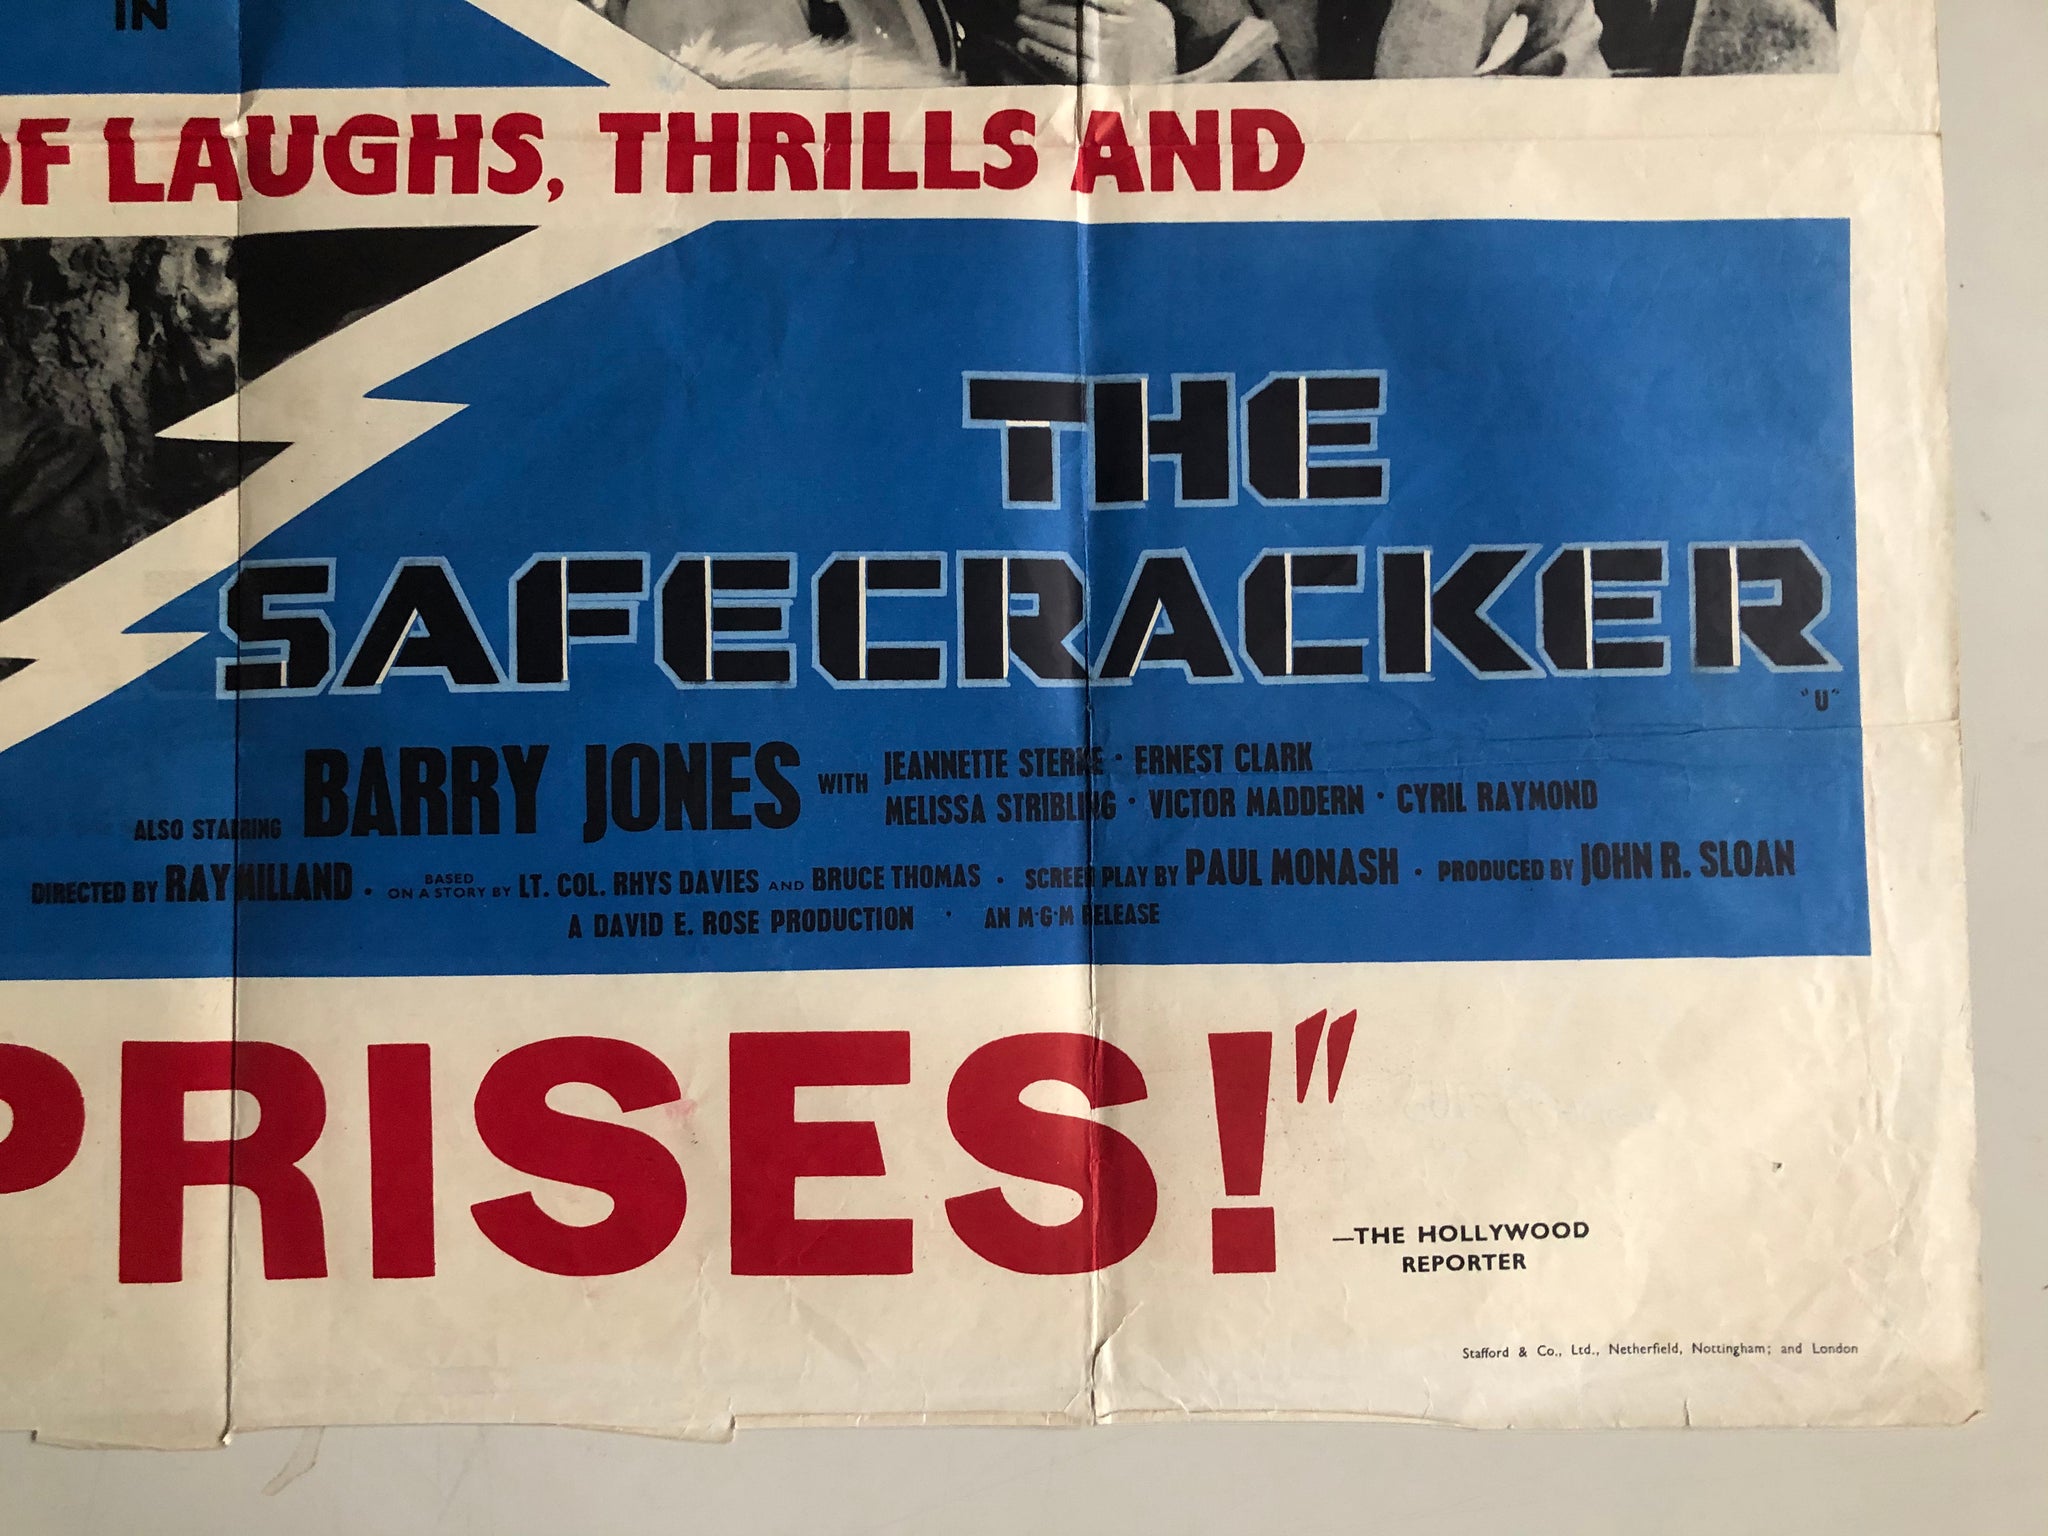 IN
OF LAUGHS, THRILLS AND
THE
SAFECRACKER
"U"
ALSO STARRING BARRY JONES WITH JEANNETTE STERKE · ERNEST CLARK
MELISSA STRIBLING · VICTOR MADDERN · CYRIL RAYMOND
DIRECTED BY RAY MILLAND · BASED ON A STORY BY LT. COL. RHYS DAVIES AND BRUCE THOMAS · SCREEN PLAY BY PAUL MONASH · PRODUCED BY JOHN R. SLOAN
A DAVID E. ROSE PRODUCTION · AN M·G·M RELEASE
PRISES!"
—THE HOLLYWOOD
REPORTER
Stafford & Co., Ltd., Netherfield, Nottingham; and London